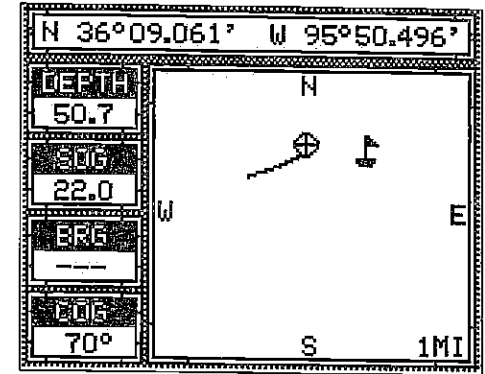 N 36°09.061' W 95°50.496'
DEPTH
50.7
SOG
22.0
BRG
---
COG
70°
N
W
E
S
1MI